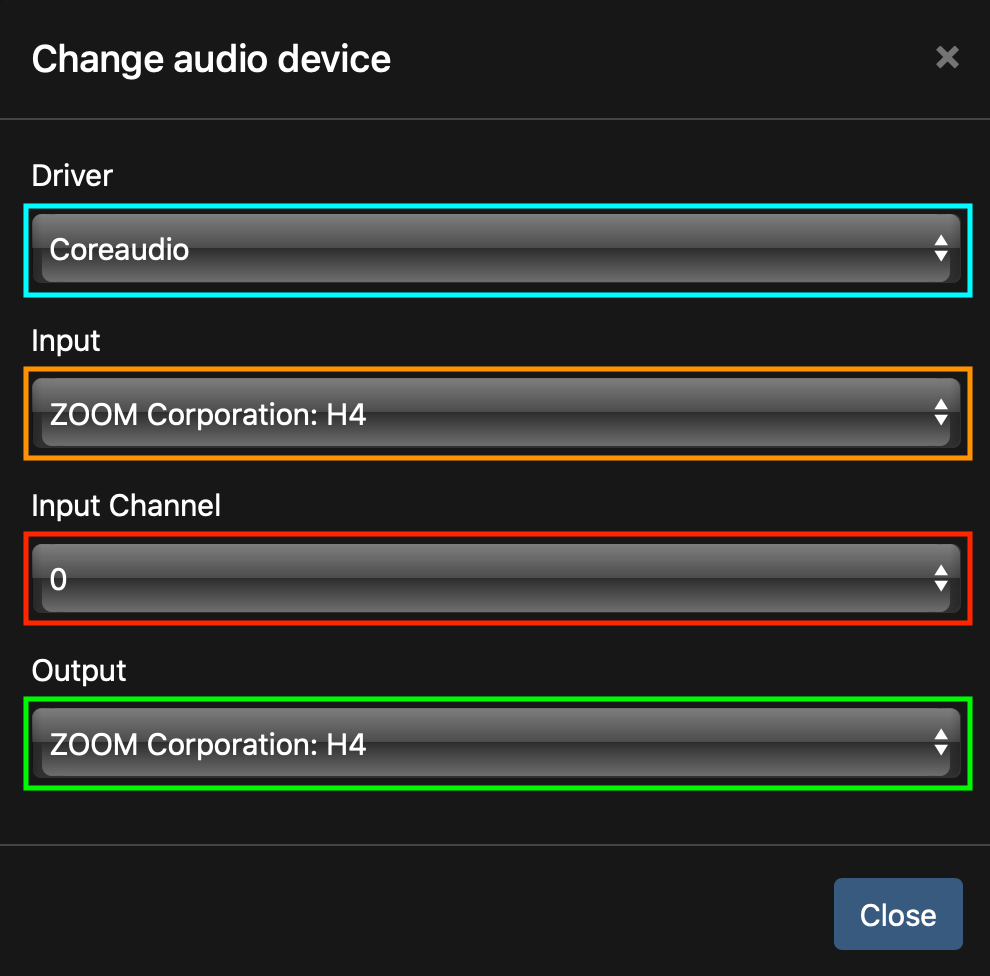 Change audio device
Driver
Coreaudio
Input
ZOOM Corporation: H4
Input Channel
0
Output
ZOOM Corporation: H4
Close